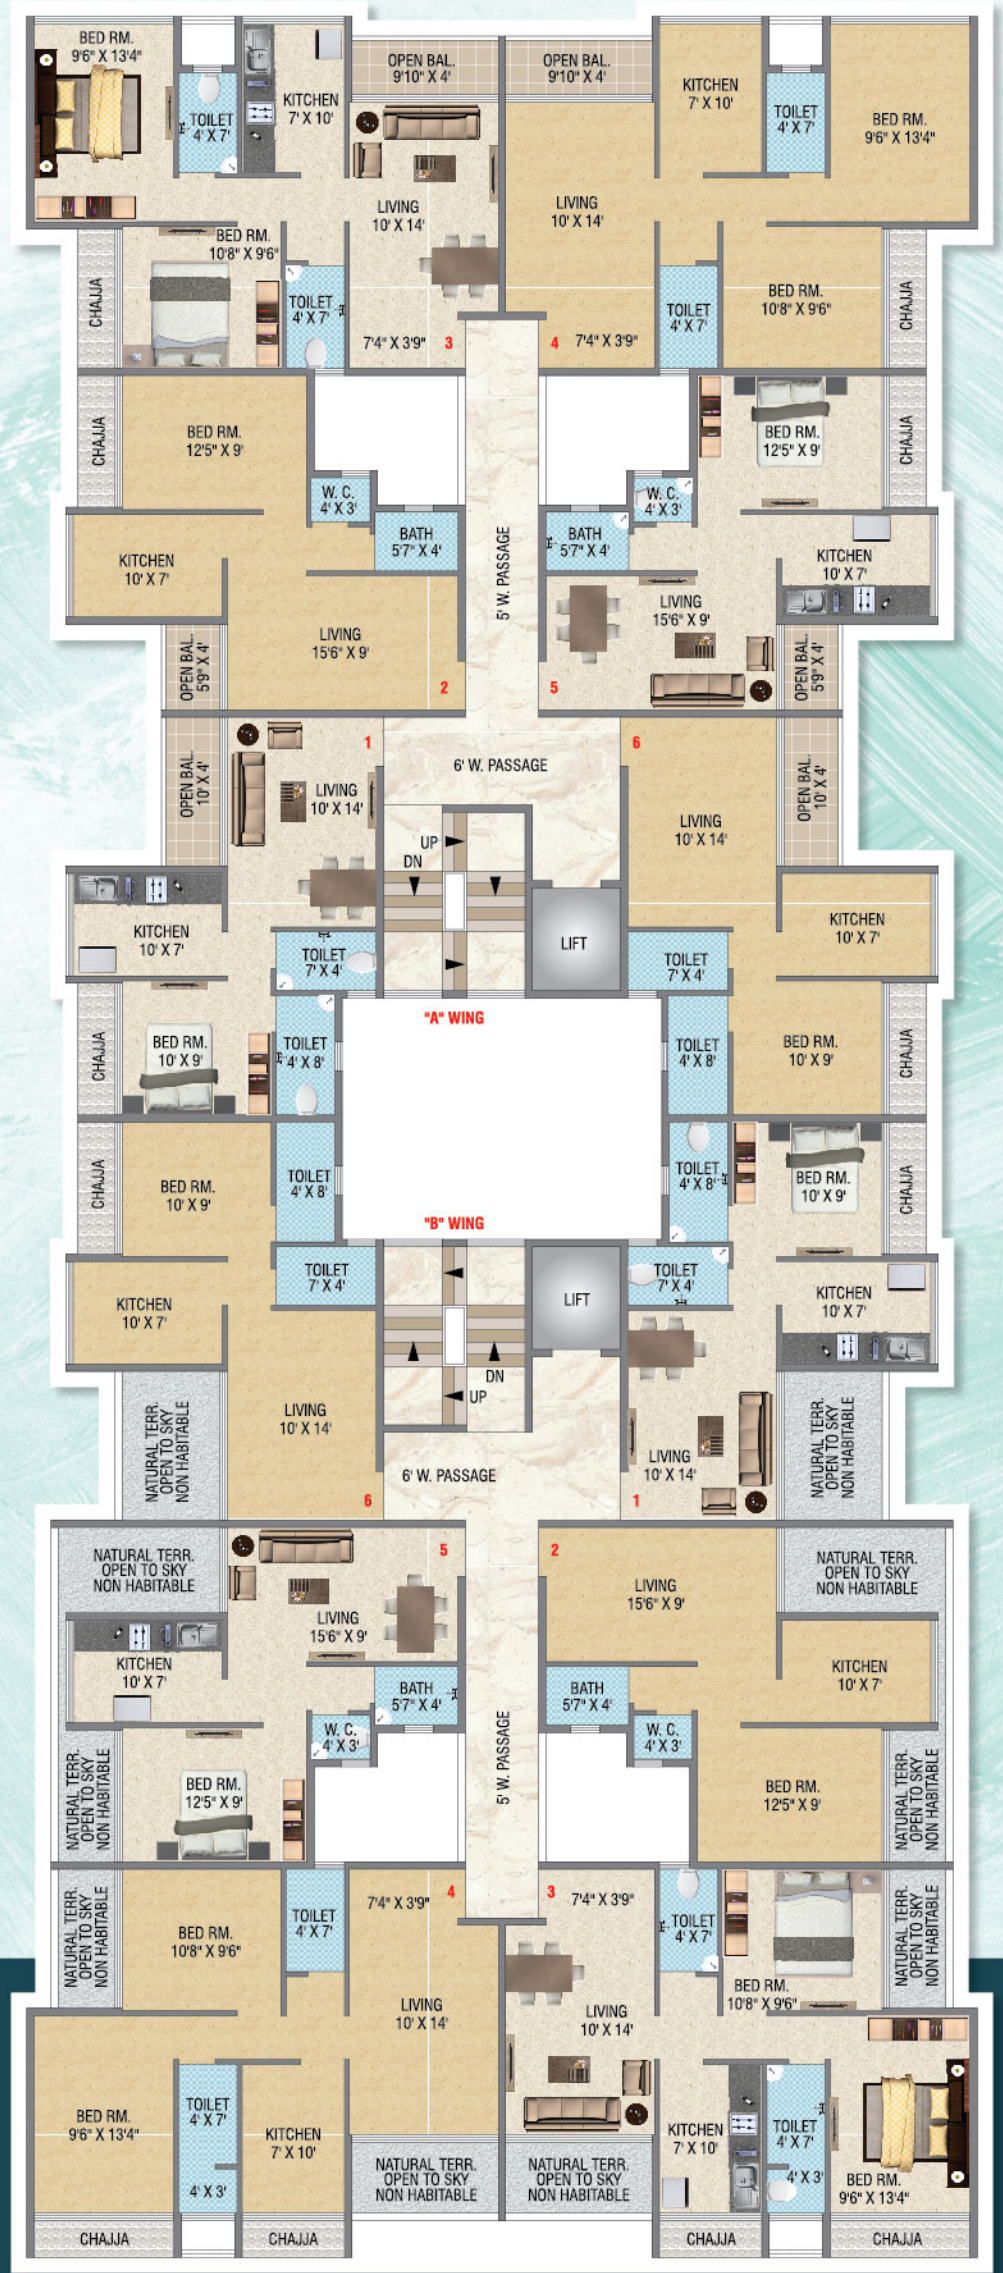 BED RM.
9'6" X 13'4"
TOILET
4' X 7'
KITCHEN
7' X 10'
OPEN BAL.
9'10" X 4'
OPEN BAL.
9'10" X 4'
KITCHEN
7' X 10'
TOILET
4' X 7'
BED RM.
9'6" X 13'4"
LIVING
10' X 14'
LIVING
10' X 14'
CHAJJA
BED RM.
10'8" X 9'6"
TOILET
4' X 7'
7'4" X 3'9"
3
4
7'4" X 3'9"
TOILET
4' X 7'
BED RM.
10'8" X 9'6"
CHAJJA
CHAJJA
BED RM.
12'5" X 9'
W. C.
4' X 3'
BATH
5'7" X 4'
KITCHEN
10' X 7'
LIVING
15'6" X 9'
OPEN BAL.
5'9" X 4'
2
5' W. PASSAGE
BED RM.
12'5" X 9'
CHAJJA
W. C.
4' X 3'
BATH
5'7" X 4'
KITCHEN
10' X 7'
LIVING
15'6" X 9'
OPEN BAL.
5'9" X 4'
5
1
6
6' W. PASSAGE
OPEN BAL.
10' X 4'
LIVING
10' X 14'
UP
DN
LIFT
LIVING
10' X 14'
OPEN BAL.
10' X 4'
KITCHEN
10' X 7'
TOILET
7' X 4'
TOILET
7' X 4'
KITCHEN
10' X 7'
"A" WING
CHAJJA
BED RM.
10' X 9'
TOILET
4' X 8'
TOILET
4' X 8'
BED RM.
10' X 9'
CHAJJA
CHAJJA
BED RM.
10' X 9'
TOILET
4' X 8'
TOILET
4' X 8'
BED RM.
10' X 9'
CHAJJA
"B" WING
KITCHEN
10' X 7'
TOILET
7' X 4'
LIFT
TOILET
7' X 4'
KITCHEN
10' X 7'
DN
UP
NATURAL TERR.
OPEN TO SKY
NON HABITABLE
LIVING
10' X 14'
6
6' W. PASSAGE
LIVING
10' X 14'
1
NATURAL TERR.
OPEN TO SKY
NON HABITABLE
NATURAL TERR.
OPEN TO SKY
NON HABITABLE
5
2
NATURAL TERR.
OPEN TO SKY
NON HABITABLE
LIVING
15'6" X 9'
LIVING
15'6" X 9'
KITCHEN
10' X 7'
BATH
5'7" X 4'
BATH
5'7" X 4'
KITCHEN
10' X 7'
W. C.
4' X 3'
W. C.
4' X 3'
5' W. PASSAGE
NATURAL TERR.
OPEN TO SKY
NON HABITABLE
BED RM.
12'5" X 9'
BED RM.
12'5" X 9'
NATURAL TERR.
OPEN TO SKY
NON HABITABLE
NATURAL TERR.
OPEN TO SKY
NON HABITABLE
BED RM.
10'8" X 9'6"
TOILET
4' X 7'
7'4" X 3'9"
4
3
7'4" X 3'9"
TOILET
4' X 7'
BED RM.
10'8" X 9'6"
NATURAL TERR.
OPEN TO SKY
NON HABITABLE
LIVING
10' X 14'
LIVING
10' X 14'
BED RM.
9'6" X 13'4"
TOILET
4' X 7'
4' X 3'
KITCHEN
7' X 10'
NATURAL TERR.
OPEN TO SKY
NON HABITABLE
NATURAL TERR.
OPEN TO SKY
NON HABITABLE
KITCHEN
7' X 10'
TOILET
4' X 7'
4' X 3'
BED RM.
9'6" X 13'4"
CHAJJA
CHAJJA
CHAJJA
CHAJJA